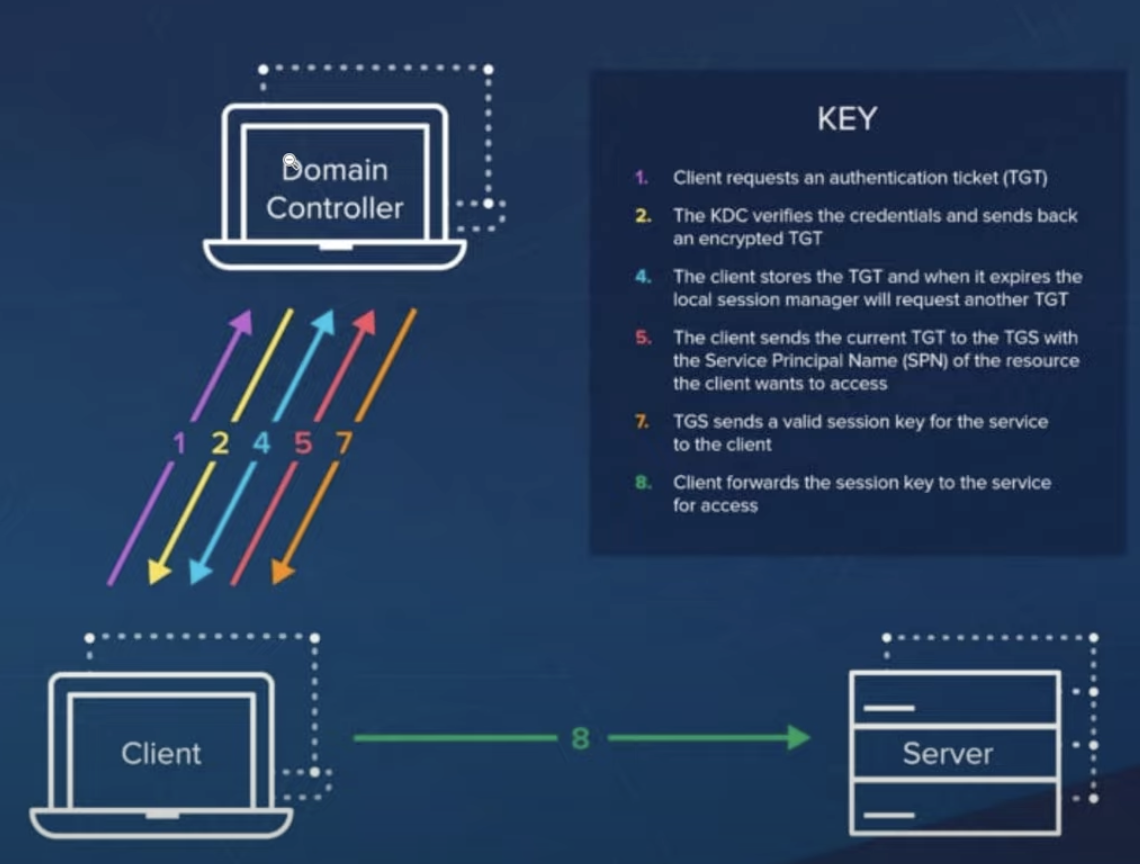 Domain
Controller
KEY
1. Client requests an authentication ticket (TGT)
2. The KDC verifies the credentials and sends back
an encrypted TGT
4. The client stores the TGT and when it expires the
local session manager will request another TGT
5. The client sends the current TGT to the TGS with
the Service Principal Name (SPN) of the resource
the client wants to access
7. TGS sends a valid session key for the service
to the client
8. Client forwards the session key to the service
for access
1 2 4 5 7
Client
8
Server